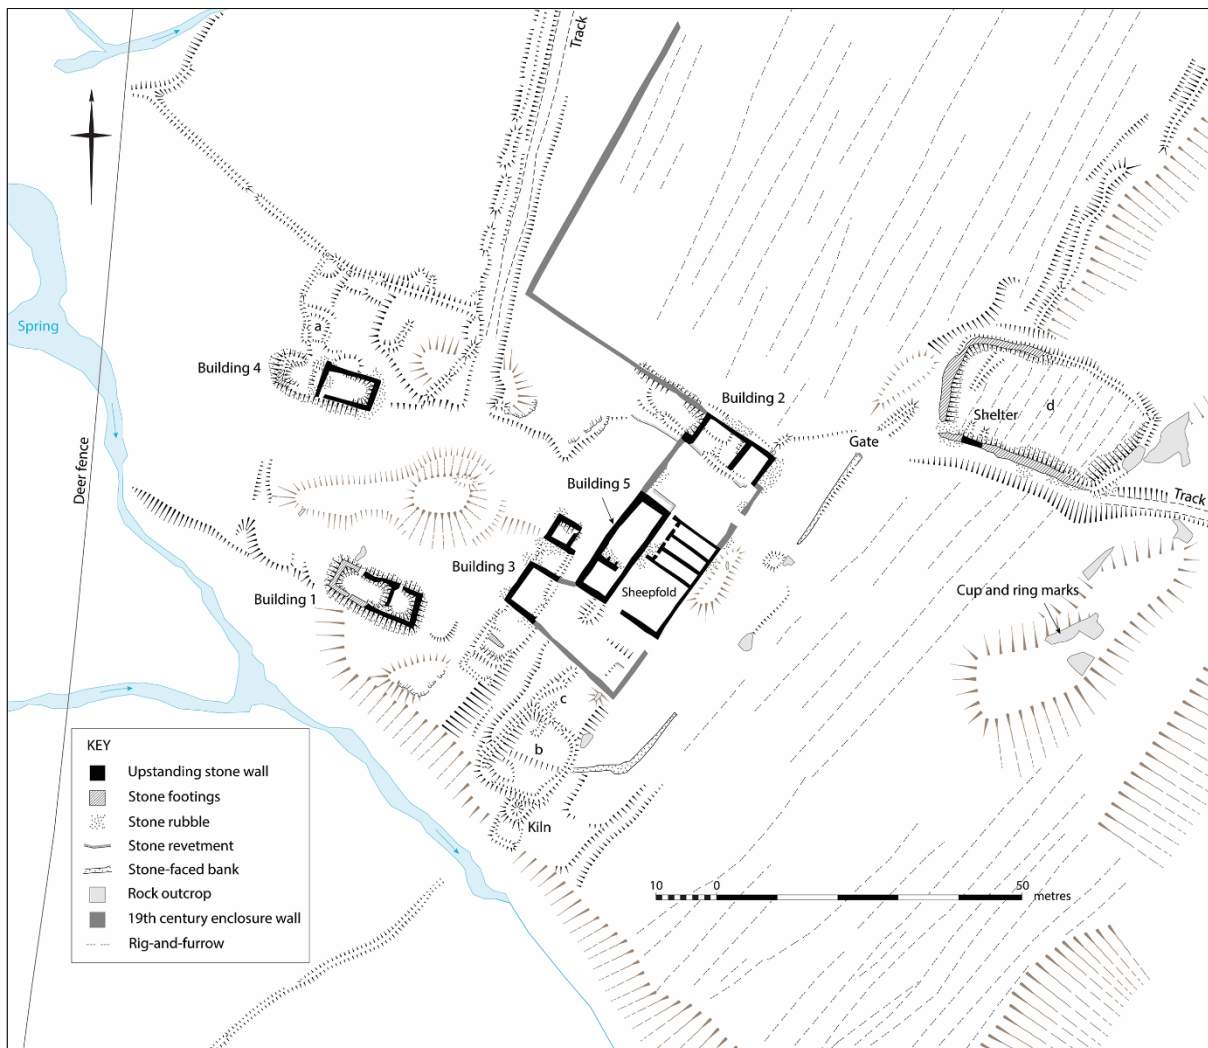 Track
Spring
a
Building 4
Building 2
d
Shelter
Gate
Deer fence
Building 5
Track
Building 3
Sheepfold
Building 1
Cup and ring marks
c
b
Kiln
KEY
Upstanding stone wall
Stone footings
Stone rubble
Stone revetment
Stone-faced bank
Rock outcrop
19th century enclosure wall
Rig-and-furrow
10 0 50
metres